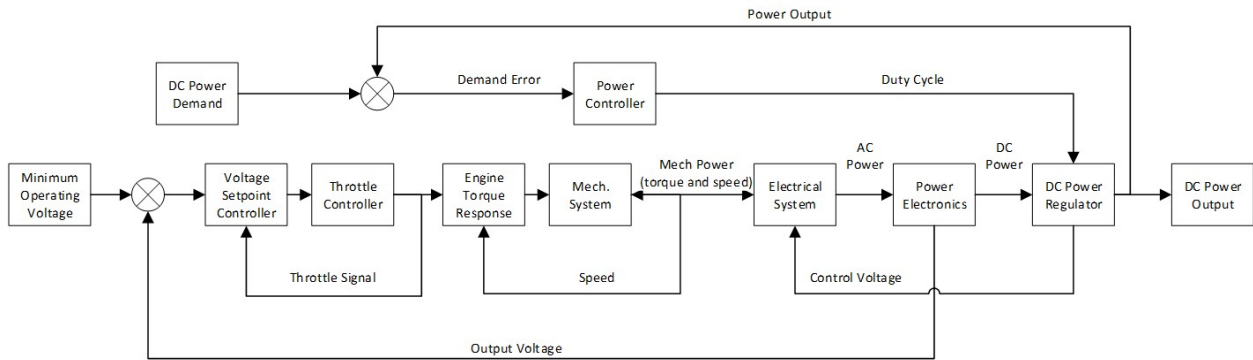 Power Output
DC Power
Demand
Demand Error
Power
Controller
Duty Cycle
Minimum
Operating
Voltage
Voltage
Setpoint
Controller
Throttle
Controller
Engine
Torque
Response
Mech.
System
Mech Power
(torque and speed)
Electrical
System
AC
Power
Power
Electronics
DC
Power
DC Power
Regulator
DC Power
Output
Throttle Signal
Speed
Control Voltage
Output Voltage